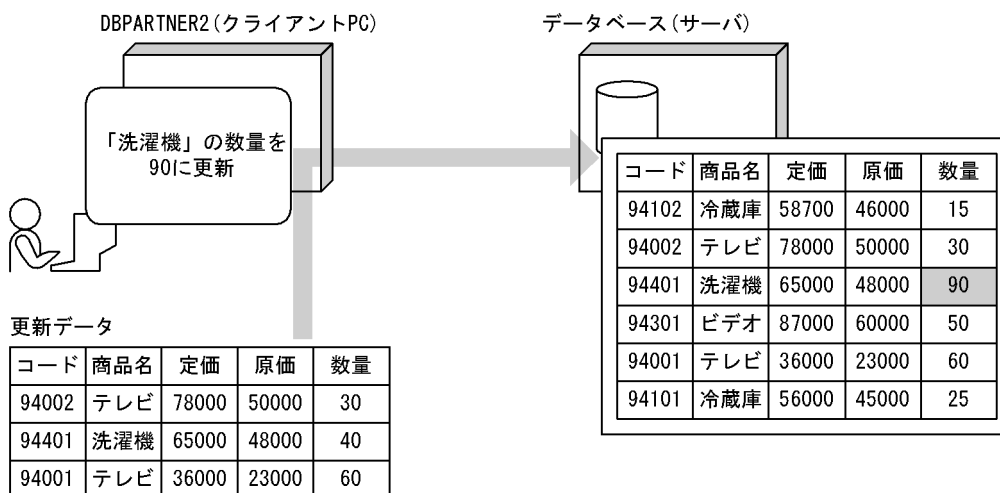 DBPARTNER2(クライアントPC)
データベース(サーバ)
「洗濯機」の数量を
90に更新
コード 商品名 定価 原価 数量
94102 冷蔵庫 58700 46000 15
94002 テレビ 78000 50000 30
94401 洗濯機 65000 48000 90
94301 ビデオ 87000 60000 50
94001 テレビ 36000 23000 60
94101 冷蔵庫 56000 45000 25
更新データ
コード 商品名 定価 原価 数量
94002 テレビ 78000 50000 30
94401 洗濯機 65000 48000 40
94001 テレビ 36000 23000 60